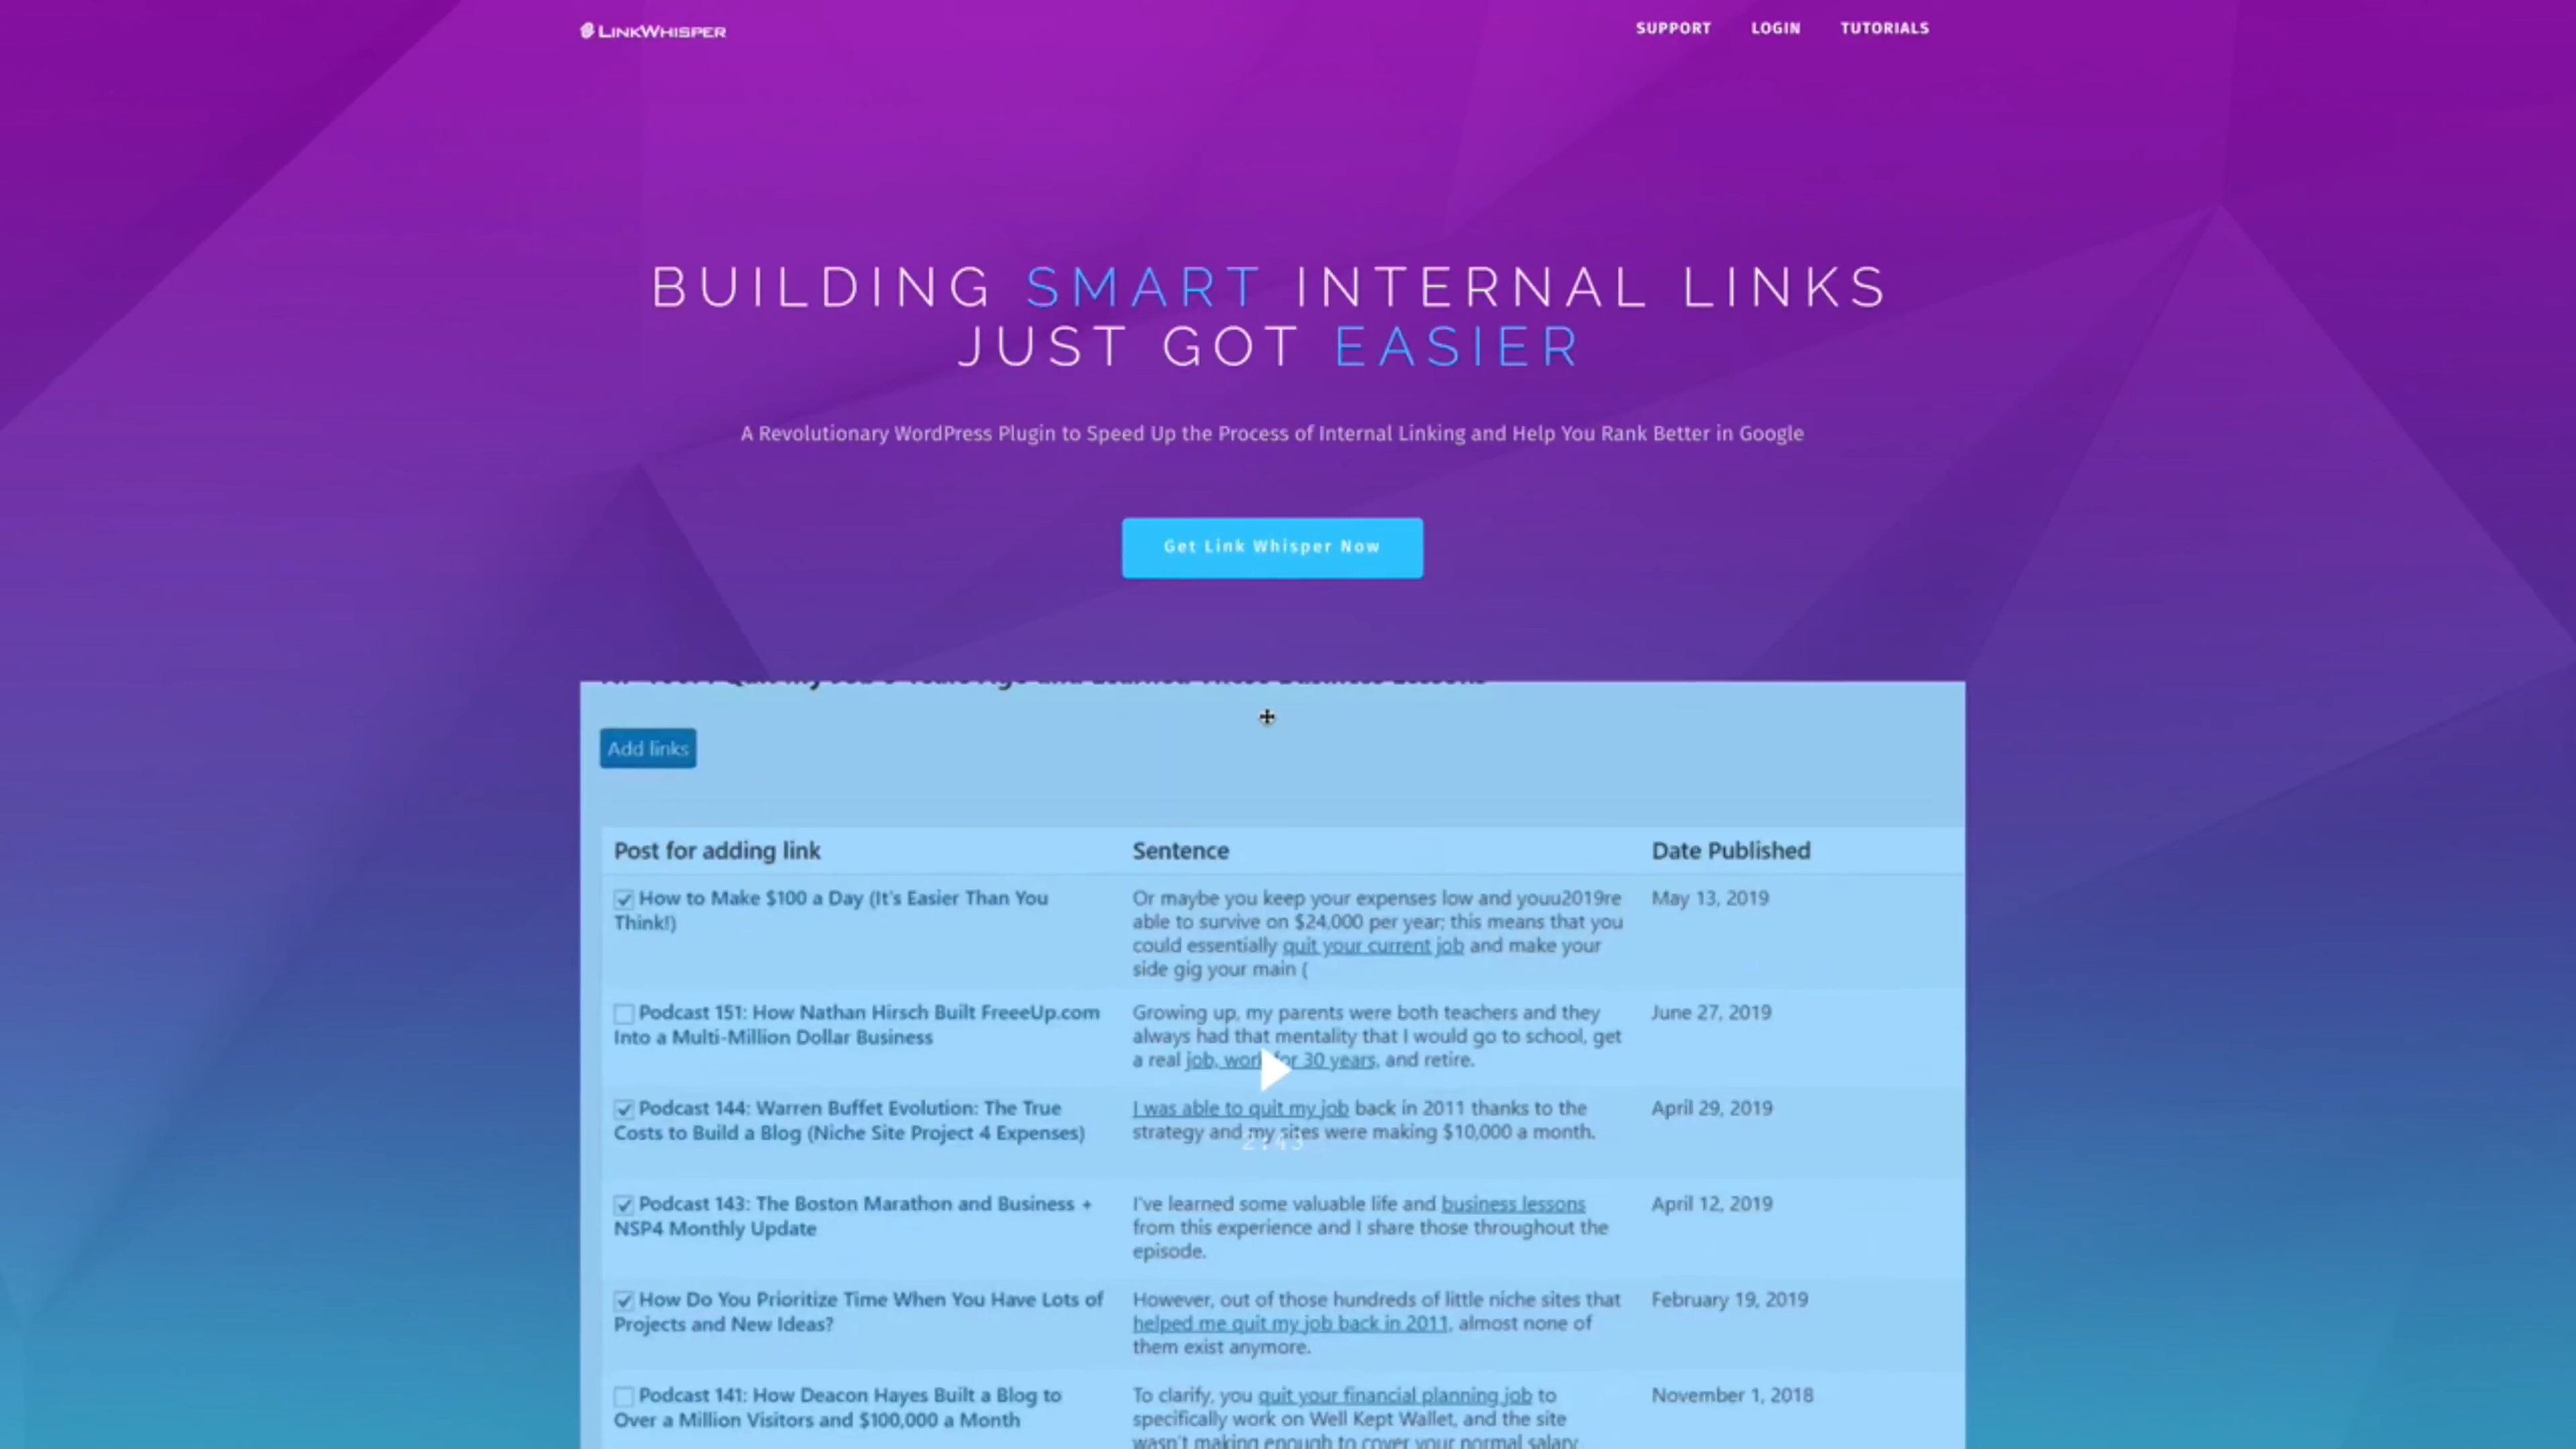 LINKWHISPER
SUPPORT LOGIN TUTORIALS
BUILDING SMART INTERNAL LINKS
JUST GOT EASIER
A Revolutionary WordPress Plugin to Speed Up the Process of Internal Linking and Help You Rank Better in Google
Get Link Whisper Now
Add links
Post for adding link Sentence Date Published
How to Make $100 a Day (It's Easier Than You
Think!)
Or maybe you keep your expenses low and youu2019re
able to survive on $24,000 per year; this means that you
could essentially quit your current job and make your
side gig your main (
May 13, 2019
Podcast 151: How Nathan Hirsch Built FreeeUp.com
Into a Multi-Million Dollar Business
Growing up, my parents were both teachers and they
always had that mentality that I would go to school, get
a real job, work for 30 years, and retire.
June 27, 2019
Podcast 144: Warren Buffet Evolution: The True
Costs to Build a Blog (Niche Site Project 4 Expenses)
I was able to quit my job back in 2011 thanks to the
strategy and my sites were making $10,000 a month.
April 29, 2019
2:43
Podcast 143: The Boston Marathon and Business +
NSP4 Monthly Update
I've learned some valuable life and business lessons
from this experience and I share those throughout the
episode.
April 12, 2019
How Do You Prioritize Time When You Have Lots of
Projects and New Ideas?
However, out of those hundreds of little niche sites that
helped me quit my job back in 2011, almost none of
them exist anymore.
February 19, 2019
Podcast 141: How Deacon Hayes Built a Blog to
Over a Million Visitors and $100,000 a Month
To clarify, you quit your financial planning job to
specifically work on Well Kept Wallet, and the site
wasn't making enough to cover your normal salary
November 1, 2018